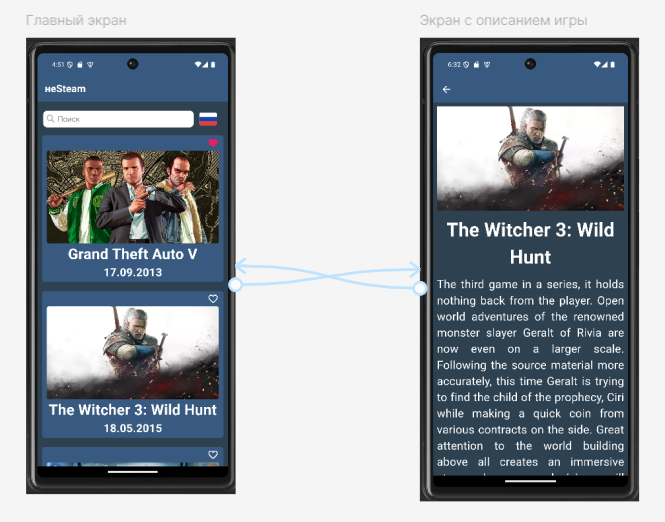 Главный экран
4:51
неSteam
Поиск
Grand Theft Auto V
17.09.2013
The Witcher 3: Wild Hunt
18.05.2015
Экран с описанием игры
6:32
The Witcher 3: Wild
Hunt
The third game in a series, it holds
nothing back from the player. Open
world adventures of the renowned
monster slayer Geralt of Rivia are
now even on a larger scale.
Following the source material more
accurately, this time Geralt is trying
to find the child of the prophecy, Ciri
while making a quick coin from
various contracts on the side. Great
attention to the world building
above all creates an immersive